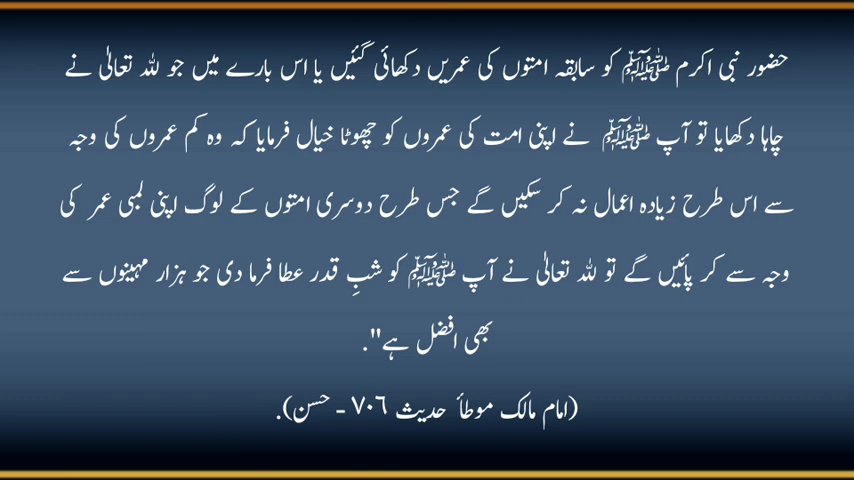 حضور نبی اکرم ﷺ کو سابقہ امتوں کی عمریں دکھائی گئیں یا اس بارے میں جو للہ تعالیٰ نے
چاہا دکھایا تو آپ ﷺ نے اپنی امت کی عمروں کو چھوٹا خیال فرمایا کہ وہ کم عمروں کی وجہ
سے اس طرح زیادہ اعمال نہ کر سکیں گے جس طرح دوسری امتوں کے لوگ اپنی لمبی عمر کی
وجہ سے کر پائیں گے تو للہ تعالیٰ نے آپ ﷺ کو شبِ قدر عطا فرما دی جو ہزار مہینوں سے
بھی افضل ہے".
(امام مالک موطأ حدیث ٧٠٦ - حسن).